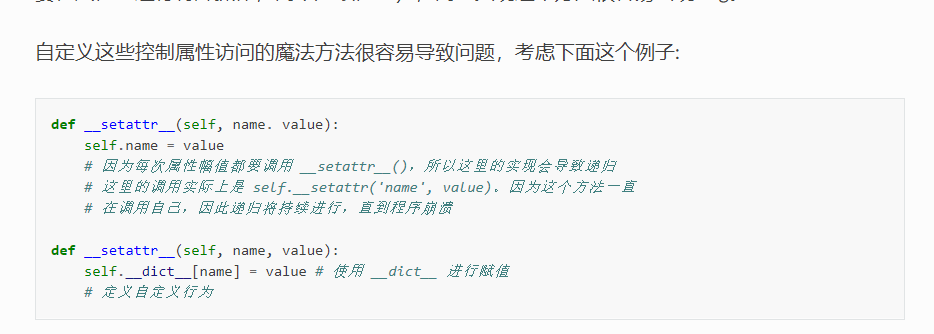 自定义这些控制属性访问的魔法方法很容易导致问题，考虑下面这个例子:
def __setattr__(self, name. value):
    self.name = value
    # 因为每次属性幅值都要调用 __setattr__()，所以这里的实现会导致递归
    # 这里的调用实际上是 self.__setattr('name', value)。因为这个方法一直
    # 在调用自己，因此递归将持续进行，直到程序崩溃
def __setattr__(self, name, value):
    self.__dict__[name] = value # 使用 __dict__ 进行赋值
    # 定义自定义行为